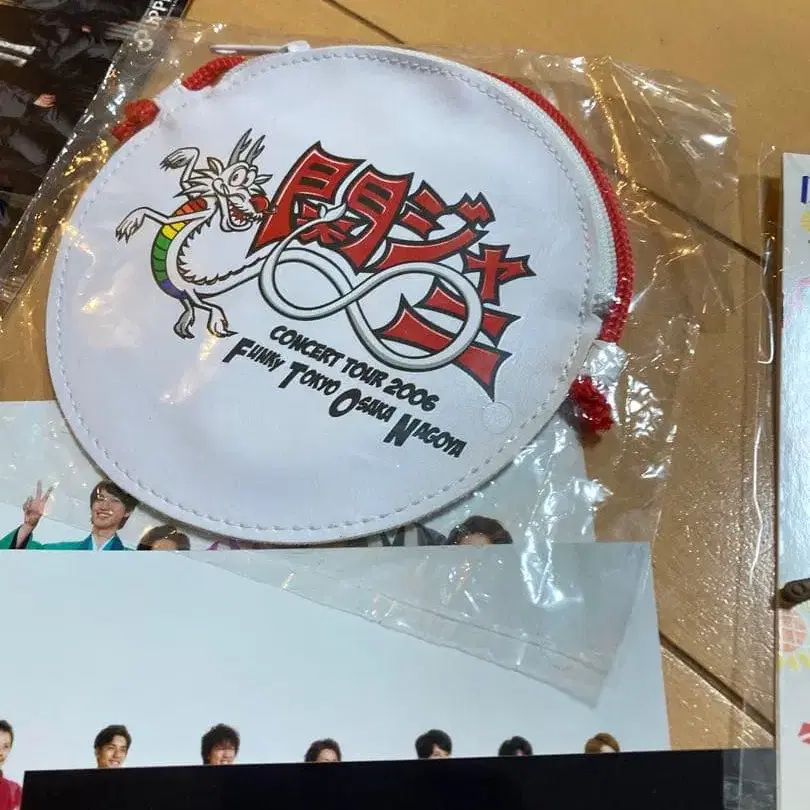 関ジャニ∞
CONCERT TOUR 2006
FUNKY TOKYO OSAKA NAGOYA